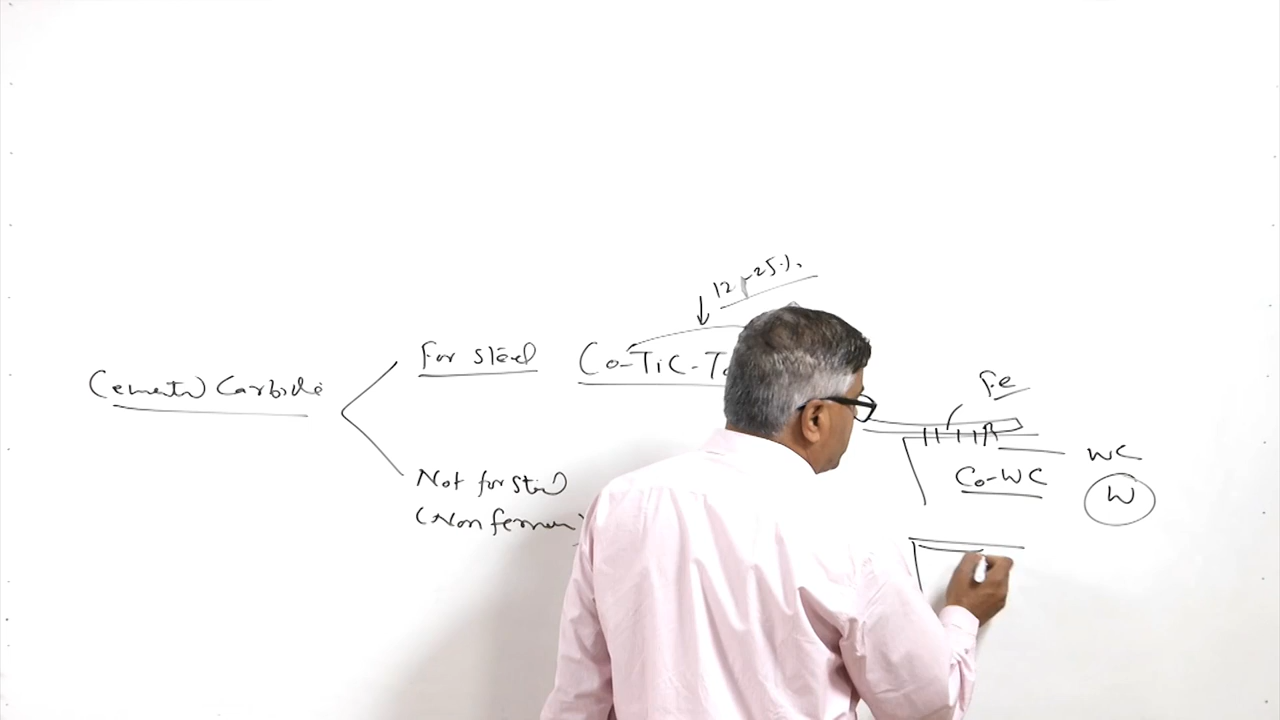 Cemented Carbide
For steel
Co-TiC-Ta
12-25%
Not for steel
(Non ferrous)
Fe
WC
Co-WC
W